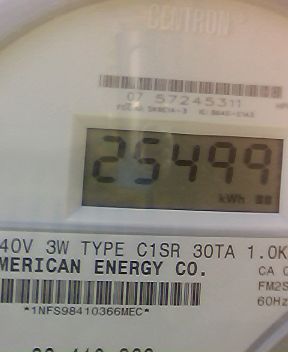 CENTRON
07 57245311
25499
kWh
40V 3W TYPE C1SR 30TA 1.0K
MERICAN ENERGY CO.
CA
FM2S
60Hz
*1NFS98410366MEC*